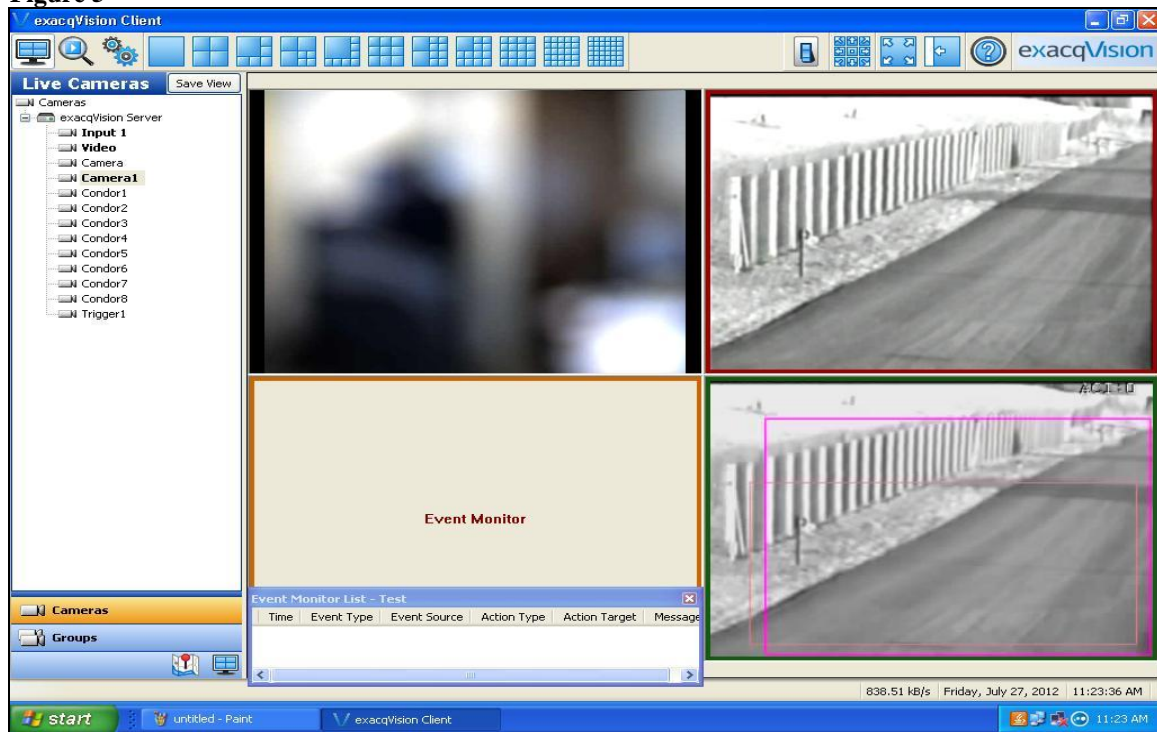 exacqVision Client
exacqVision
Live Cameras
Save View
Cameras
exacqVision Server
Input 1
Video
Camera
Camera1
Condor1
Condor2
Condor3
Condor4
Condor5
Condor6
Condor7
Condor8
Trigger1
Event Monitor
Event Monitor List - Test
Time Event Type Event Source Action Type Action Target Message
Cameras
Groups
838.51 kB/s Friday, July 27, 2012 11:23:36 AM
start untitled - Paint exacqVision Client 11:23 AM